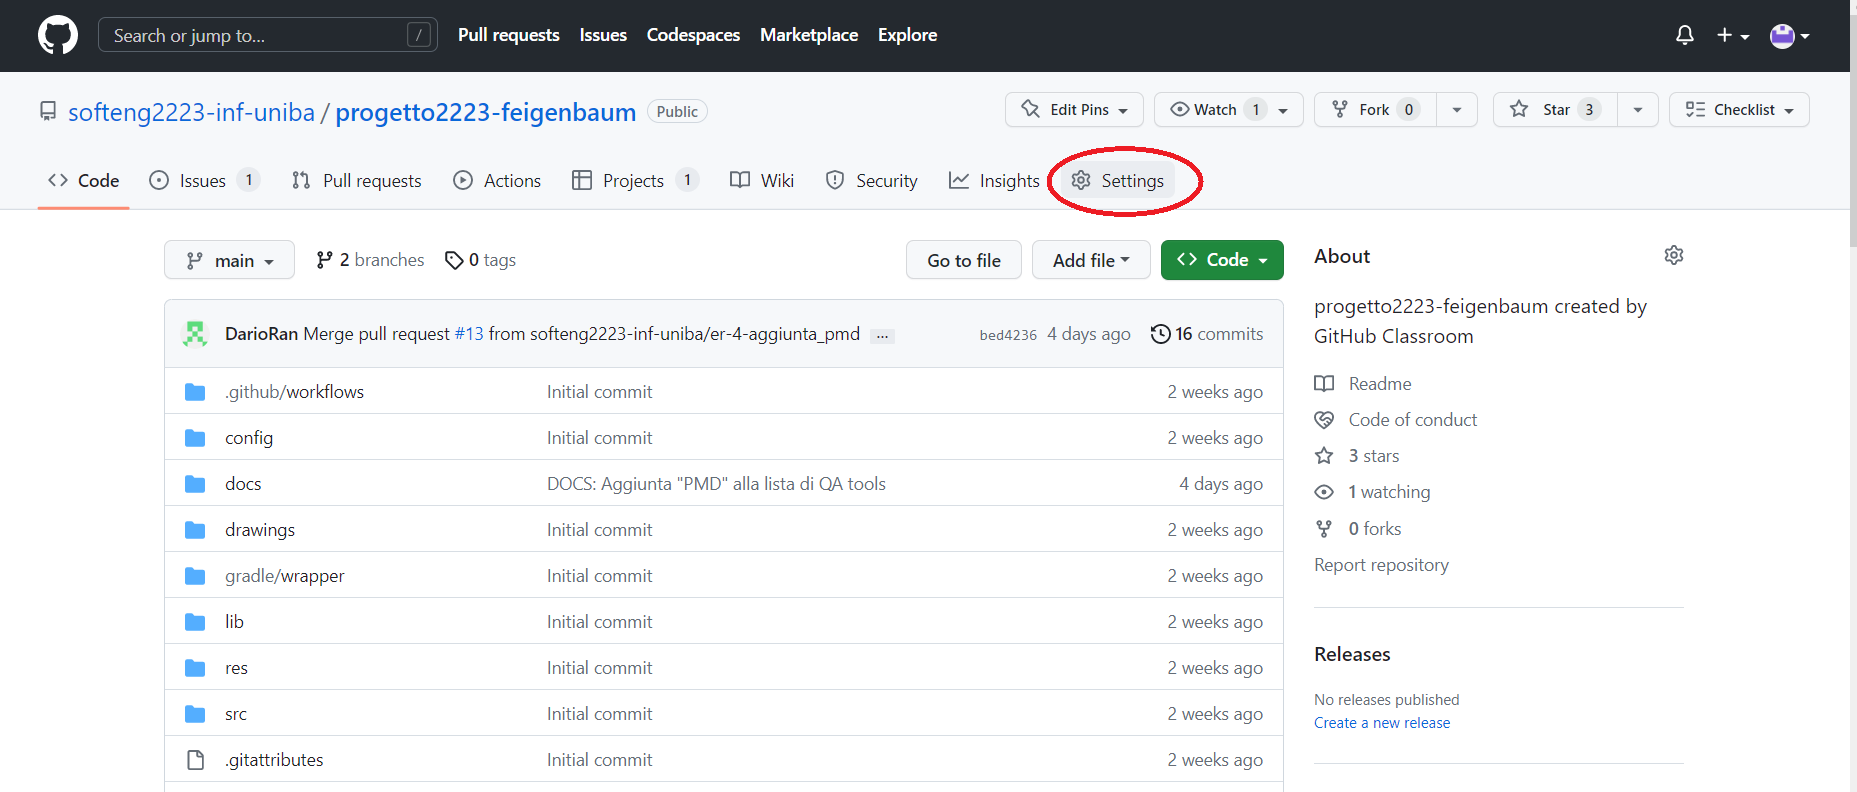 Search or jump to... / Pull requests Issues Codespaces Marketplace Explore
softeng2223-inf-uniba / progetto2223-feigenbaum Public Edit Pins Watch 1 Fork 0 Star 3 Checklist
Code Issues 1 Pull requests Actions Projects 1 Wiki Security Insights Settings
main 2 branches 0 tags Go to file Add file Code
DarioRan Merge pull request #13 from softeng2223-inf-uniba/er-4-aggiunta_pmd ... bed4236 4 days ago 16 commits
.github/workflows Initial commit 2 weeks ago
config Initial commit 2 weeks ago
docs DOCS: Aggiunta "PMD" alla lista di QA tools 4 days ago
drawings Initial commit 2 weeks ago
gradle/wrapper Initial commit 2 weeks ago
lib Initial commit 2 weeks ago
res Initial commit 2 weeks ago
src Initial commit 2 weeks ago
.gitattributes Initial commit 2 weeks ago
About
progetto2223-feigenbaum created by
GitHub Classroom
Readme
Code of conduct
3 stars
1 watching
0 forks
Report repository
Releases
No releases published
Create a new release